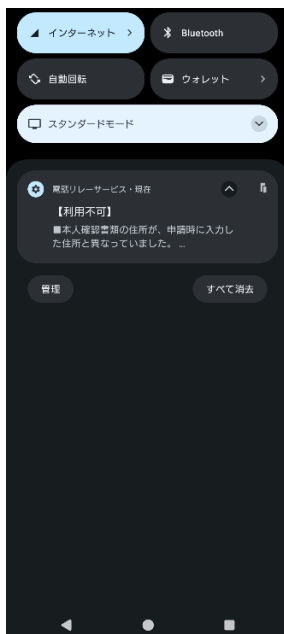 インターネット
Bluetooth
自動回転
ウォレット
スタンダードモード
電話リレーサービス・現在
【利用不可】
■本人確認書類の住所が、申請時に入力し
た住所と異なっていました。 ...
管理
すべて消去